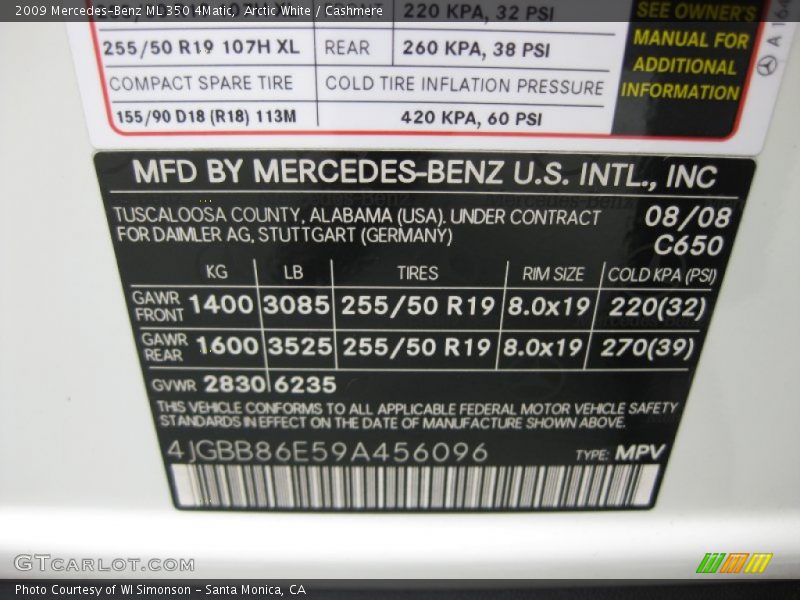 2009 Mercedes-Benz ML 350 4Matic, Arctic White / Cashmere
220 KPA, 32 PSI
SEE OWNER'S
MANUAL FOR
ADDITIONAL
INFORMATION
255/50 R19 107H XL REAR 260 KPA, 38 PSI
COMPACT SPARE TIRE COLD TIRE INFLATION PRESSURE
155/90 D18 (R18) 113M 420 KPA, 60 PSI
MFD BY MERCEDES-BENZ U.S. INTL., INC
TUSCALOOSA COUNTY, ALABAMA (USA). UNDER CONTRACT 08/08
FOR DAIMLER AG, STUTTGART (GERMANY) C650
KG LB TIRES RIM SIZE COLD KPA (PSI)
GAWR FRONT 1400 3085 255/50 R19 8.0x19 220(32)
GAWR REAR 1600 3525 255/50 R19 8.0x19 270(39)
GVWR 2830 6235
THIS VEHICLE CONFORMS TO ALL APPLICABLE FEDERAL MOTOR VEHICLE SAFETY
STANDARDS IN EFFECT ON THE DATE OF MANUFACTURE SHOWN ABOVE.
4JGBB86E59A456096 TYPE: MPV
GTCARLOT.COM
Photo Courtesy of WI Simonson - Santa Monica, CA